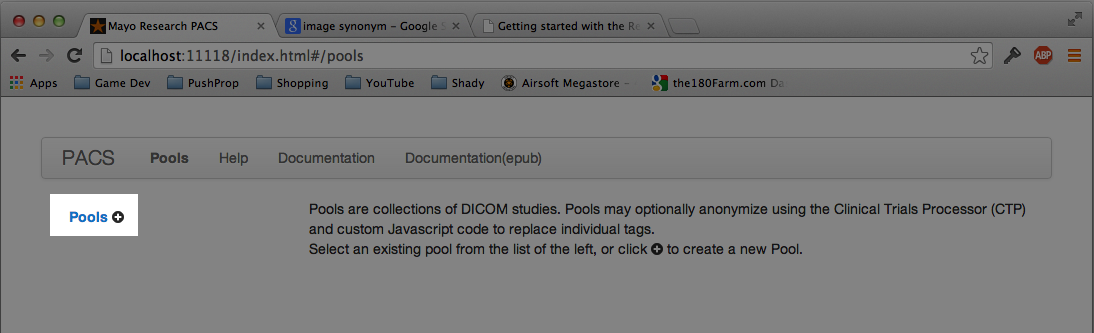 Mayo Research PACS
image synonym – Google S
Getting started with the Re
localhost:11118/index.html#/pools
ABP
Apps Game Dev PushProp Shopping YouTube Shady Airsoft Megastore – the180Farm.com Da
PACS Pools Help Documentation Documentation(epub)
Pools
Pools are collections of DICOM studies. Pools may optionally anonymize using the Clinical Trials Processor (CTP)
and custom Javascript code to replace individual tags.
Select an existing pool from the list of the left, or click to create a new Pool.